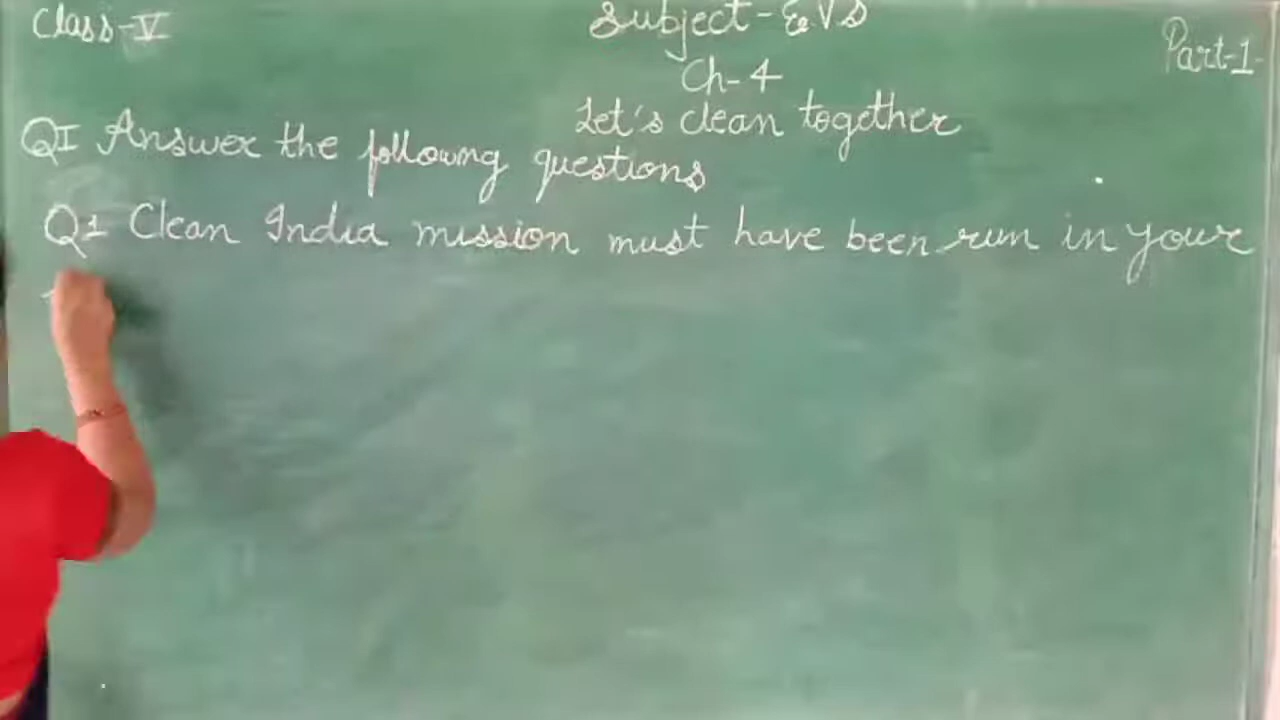 Class-V
Subject-EVS
Part-1-
Ch-4
Let's clean together
QI Answer the following questions
Q1 Clean India mission must have been run in your